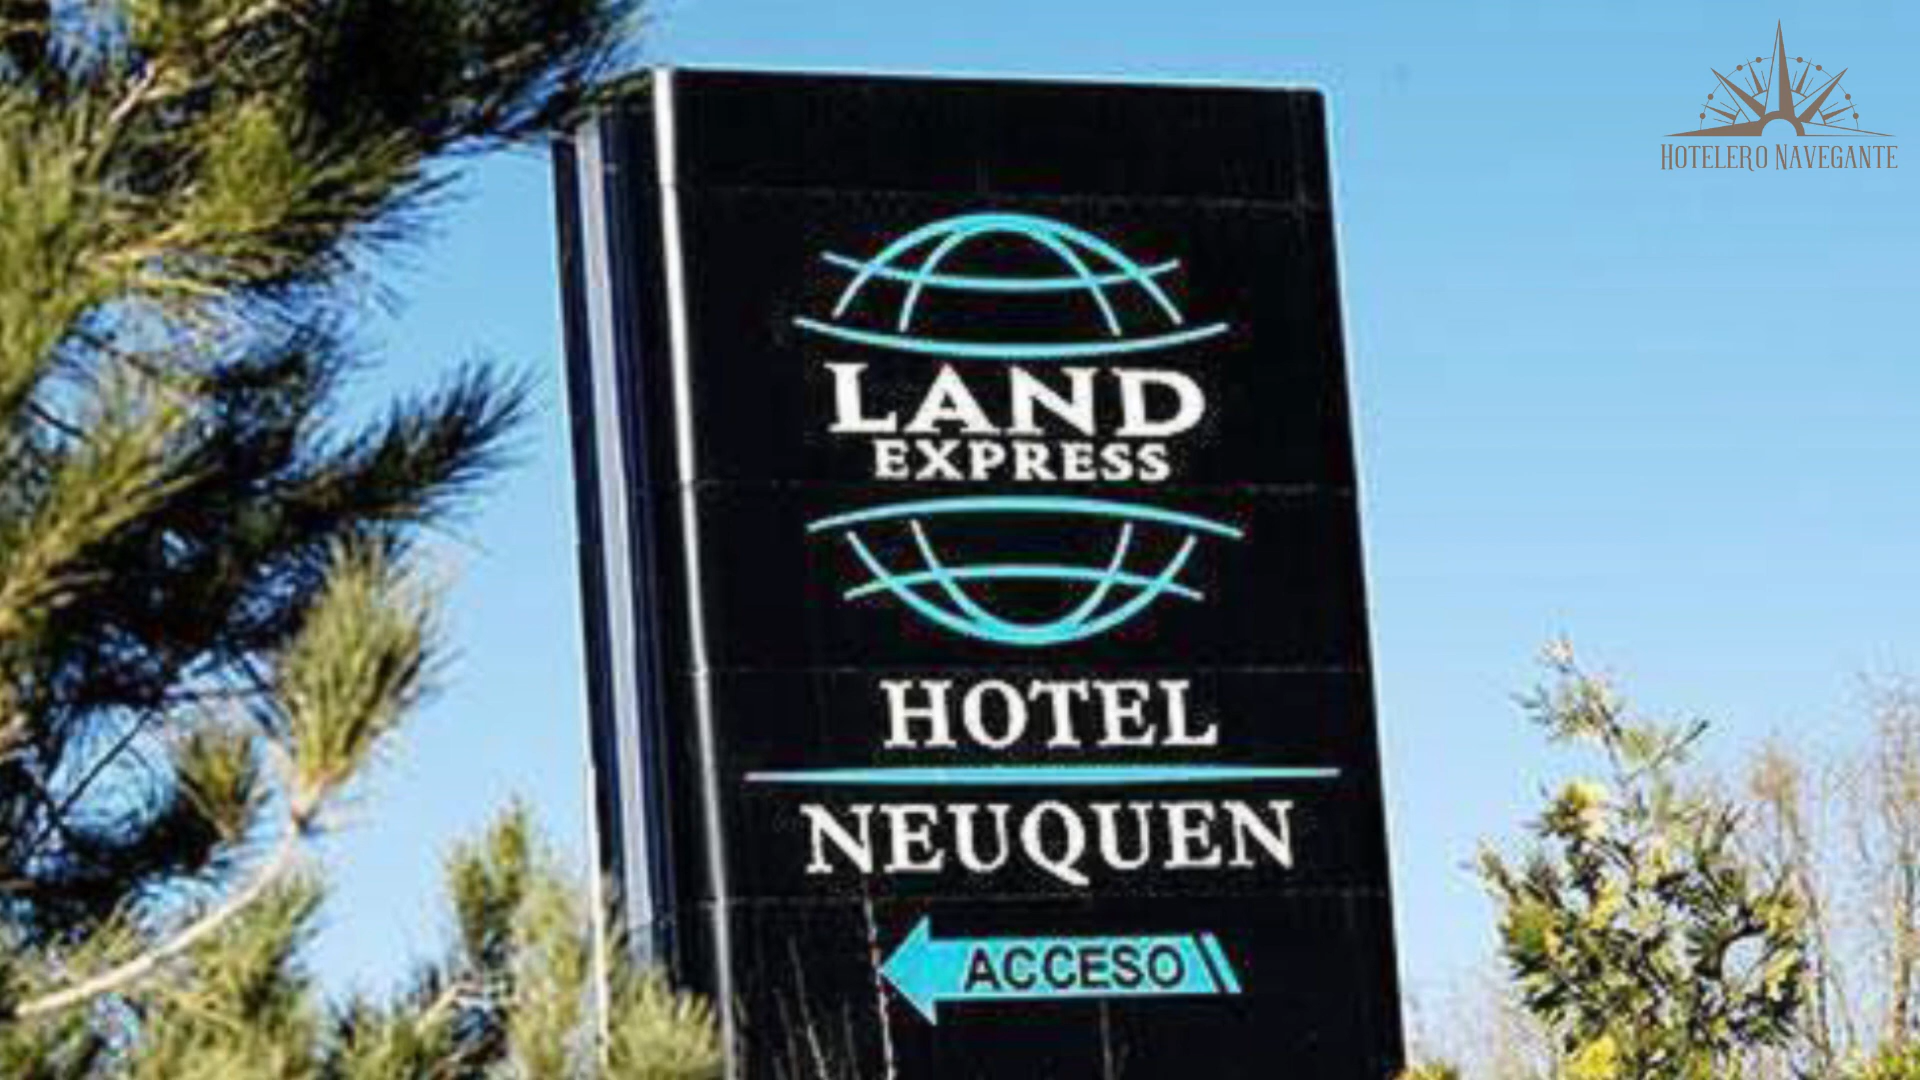 HOTELERO NAVEGANTE
LAND
EXPRESS
HOTEL
NEUQUEN
ACCESO